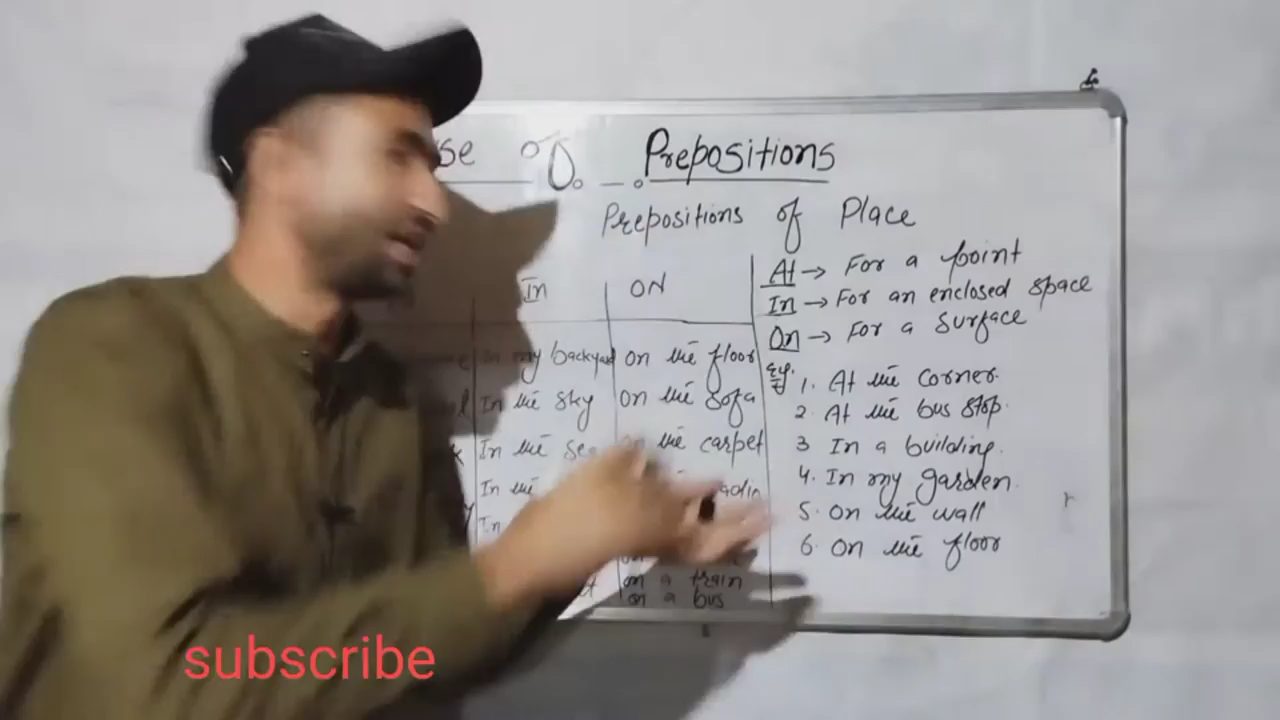 of Prepositions
Prepositions of Place
In ON
In my backyard on the floor
In the sky on the sofa
In the the carpet
In the
In
on a train
on a bus
At → For a point
In → For an enclosed space
On → For a surface
Eg.
1. At the corner.
2. At the bus stop.
3 In a building.
4. In my garden.
5. on the wall
6. on the floor
subscribe